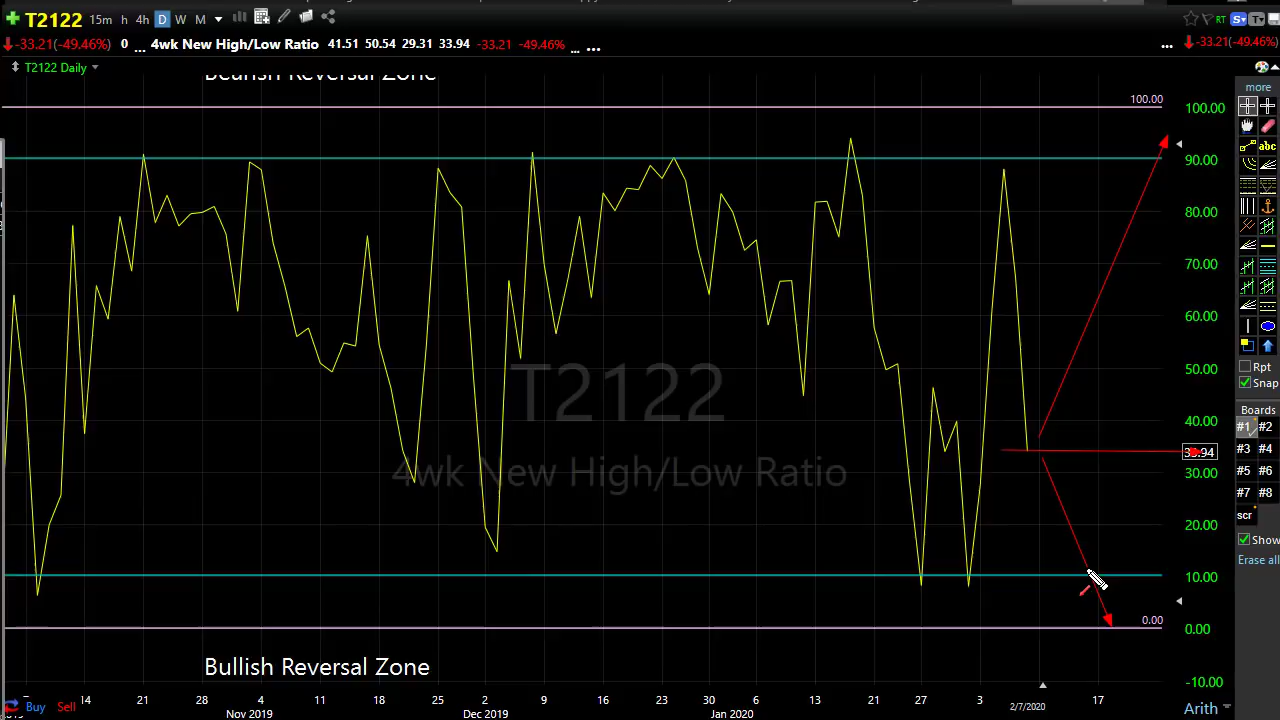 T2122 15m h 4h D W M RT S T
-33.21(-49.46%) 0 ... 4wk New High/Low Ratio 41.51 50.54 29.31 33.94 -33.21 -49.46% ... ... ... -33.21(-49.46%)
T2122 Daily
Bearish Reversal Zone
more
100.00
100.00
90.00
abc
80.00
70.00
60.00
50.00
Rpt
Snap
T2122
Boards
40.00
#1 #2
#3 #4
4wk New High/Low Ratio
30.00
#5 #6
#7 #8
scr
20.00
Show
Erase all
10.00
0.00
0.00
Bullish Reversal Zone
-10.00
14 21 28 4 11 18 25 2 9 16 23 30 6 13 21 27 3 17
Buy Sell
Nov 2019 Dec 2019 Jan 2020 2/7/2020
Arith